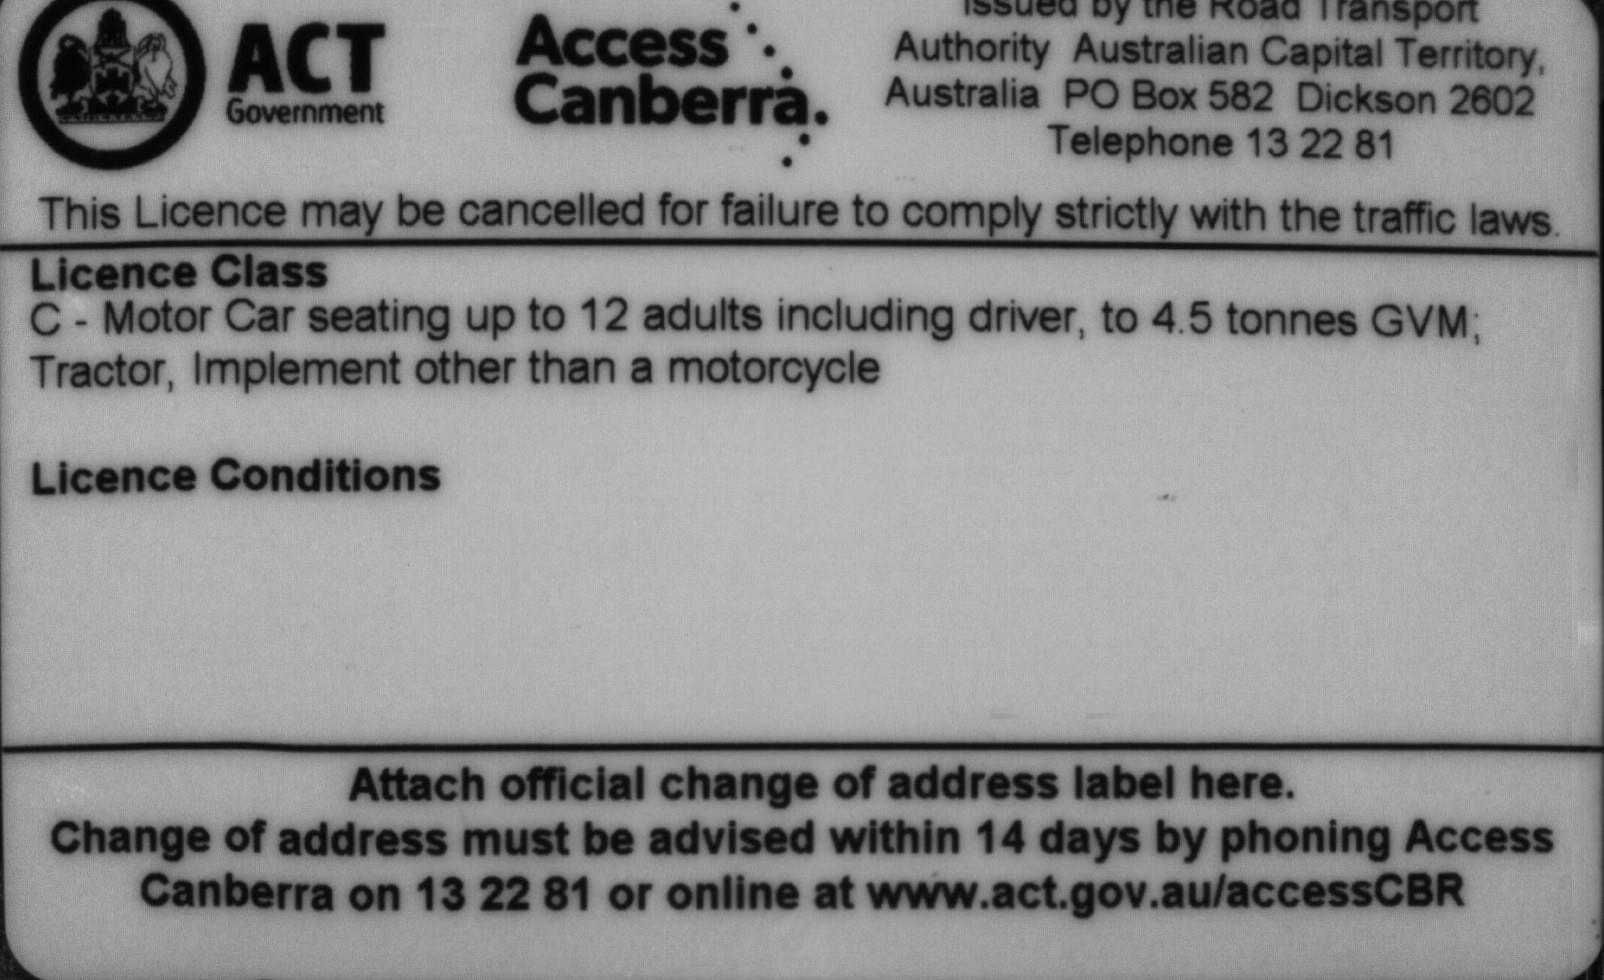 ACT
Government
Access
Canberra.
Issued by the Road Transport
Authority Australian Capital Territory,
Australia PO Box 582 Dickson 2602
Telephone 13 22 81
This Licence may be cancelled for failure to comply strictly with the traffic laws.
Licence Class
C - Motor Car seating up to 12 adults including driver, to 4.5 tonnes GVM;
Tractor, Implement other than a motorcycle
Licence Conditions
Attach official change of address label here.
Change of address must be advised within 14 days by phoning Access
Canberra on 13 22 81 or online at www.act.gov.au/accessCBR